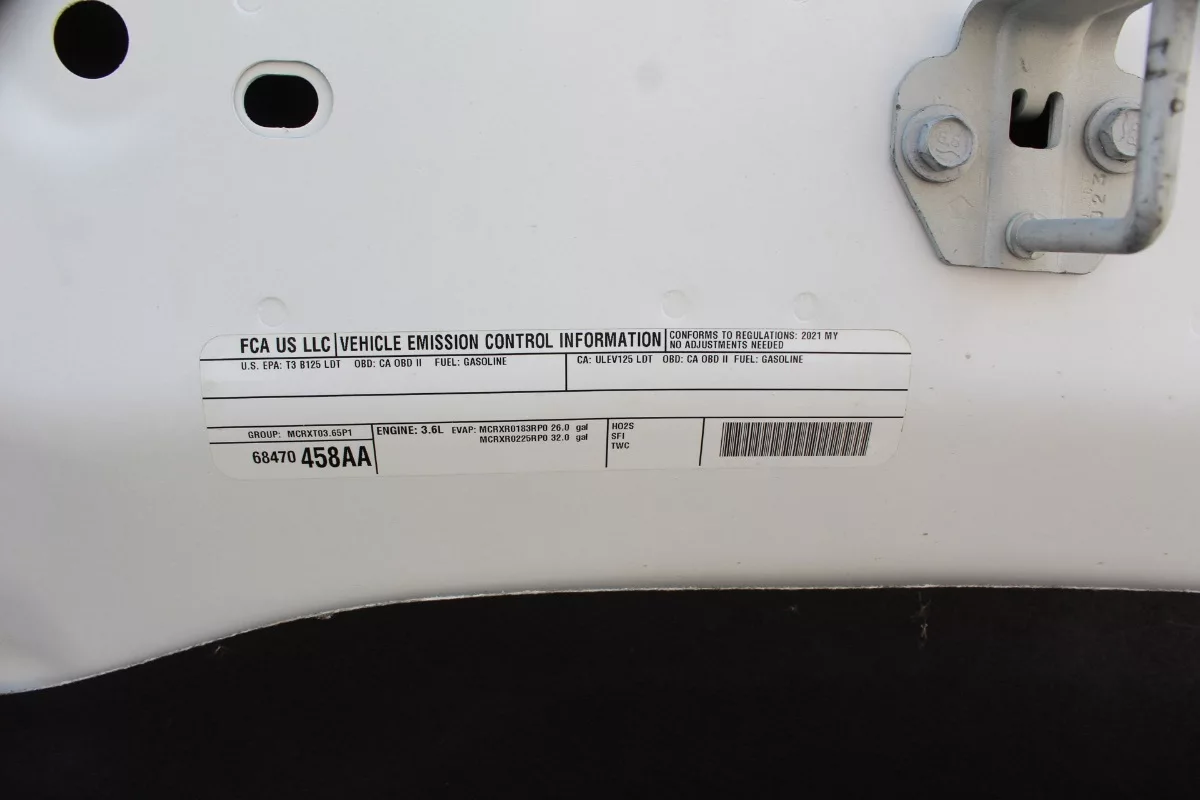 FCA US LLC
VEHICLE EMISSION CONTROL INFORMATION
CONFORMS TO REGULATIONS: 2021 MY
NO ADJUSTMENTS NEEDED
U.S. EPA: T3 B125 LDT OBD: CA OBD II FUEL: GASOLINE
CA: ULEV125 LDT OBD: CA OBD II FUEL: GASOLINE
GROUP: MCRXT03.65P1
68470 458AA
ENGINE: 3.6L EVAP: MCRXR0183RP0 26.0 gal
MCRXR0225RP0 32.0 gal
HO2S
SFI
TWC